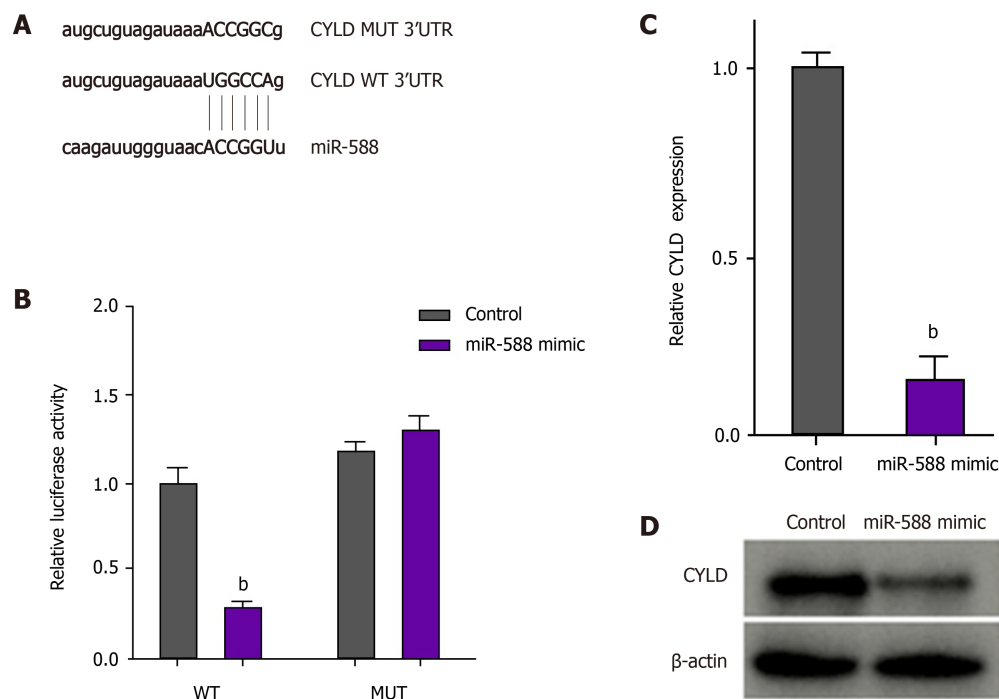 A
augcuguagauaaaACCGGCg CYLD MUT 3′UTR
augcuguagauaaaUGGCCAg CYLD WT 3′UTR
caagauuggguaacACCGGUu miR-588
B
2.0
1.5
1.0
0.5
0.0
Relative luciferase activity
Control
miR-588 mimic
b
WT MUT
C
1.0
0.5
0.0
Relative CYLD expression
b
Control miR-588 mimic
D
Control miR-588 mimic
CYLD
β-actin